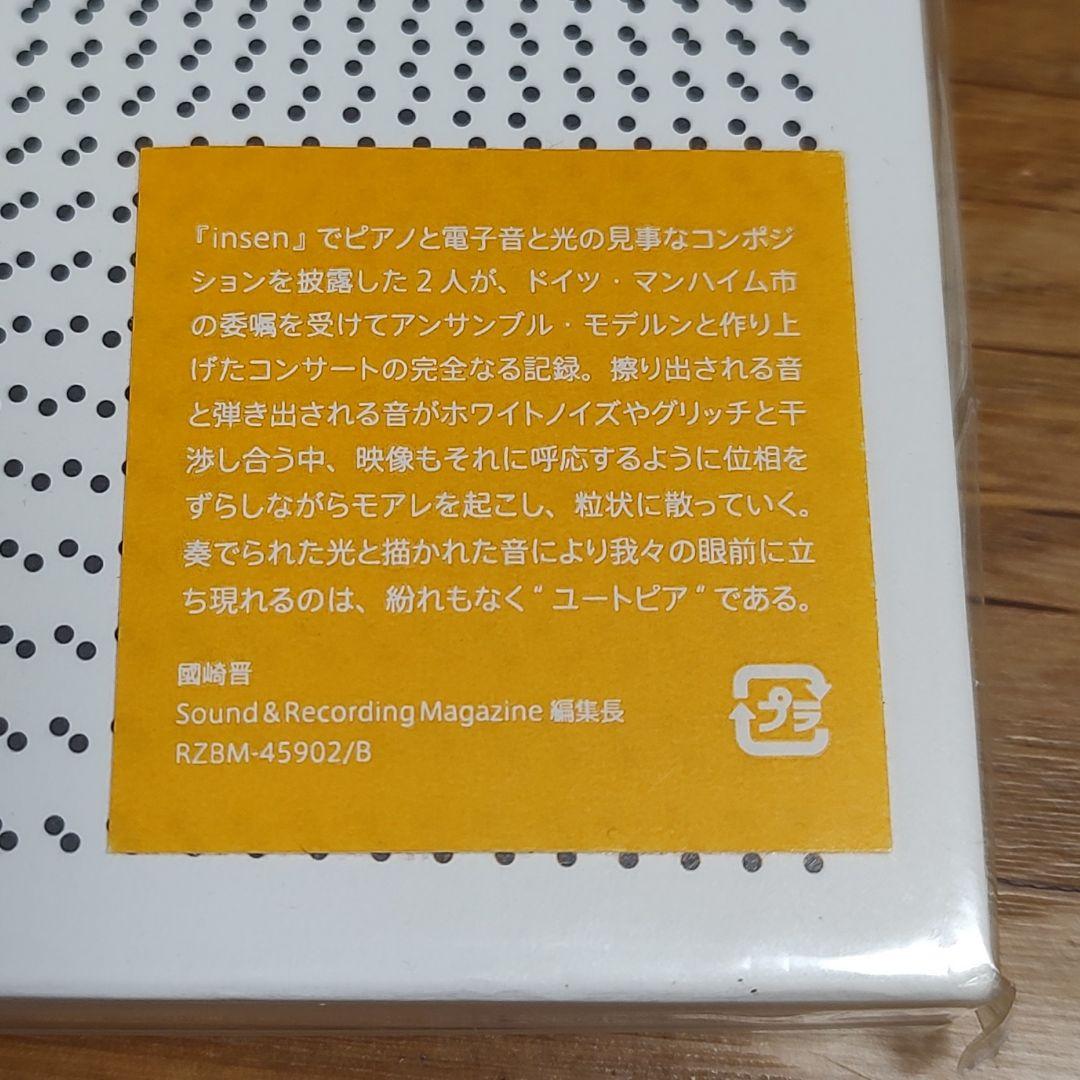 『insen』でピアノと電子音と光の見事なコンポジ
ションを披露した2人が、ドイツ・マンハイム市
の委嘱を受けてアンサンブル・モデルンと作り上
げたコンサートの完全なる記録。擦り出される音
と弾き出される音がホワイトノイズやグリッチと干
渉し合う中、映像もそれに呼応するように位相を
ずらしながらモアレを起こし、粒状に散っていく。
奏でられた光と描かれた音により我々の眼前に立
ち現れるのは、紛れもなく“ユートピア“である。
國崎晋
Sound & Recording Magazine 編集長
RZBM-45902/B
プラ